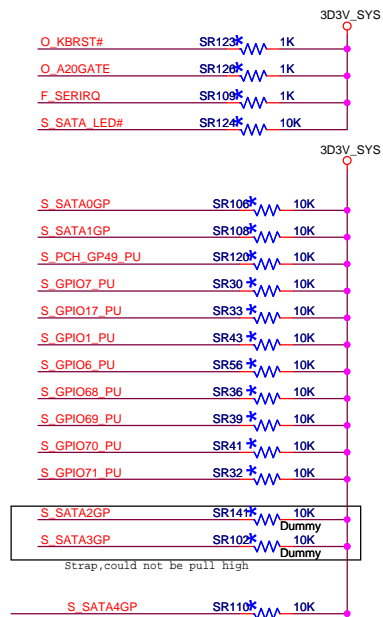 3D3V_SYS
O_KBRST# SR123* 1K
O_A20GATE SR126* 1K
F_SERIRQ SR109* 1K
S_SATA_LED# SR124* 10K
3D3V_SYS
S_SATA0GP SR106* 10K
S_SATA1GP SR108* 10K
S_PCH_GP49_PU SR120* 10K
S_GPIO7_PU SR30* 10K
S_GPIO17_PU SR33* 10K
S_GPIO1_PU SR43* 10K
S_GPIO6_PU SR56* 10K
S_GPIO68_PU SR36* 10K
S_GPIO69_PU SR39* 10K
S_GPIO70_PU SR41* 10K
S_GPIO71_PU SR32* 10K
S_SATA2GP SR141* 10K
Dummy
S_SATA3GP SR102* 10K
Dummy
Strap,could not be pull high
S_SATA4GP SR110* 10K